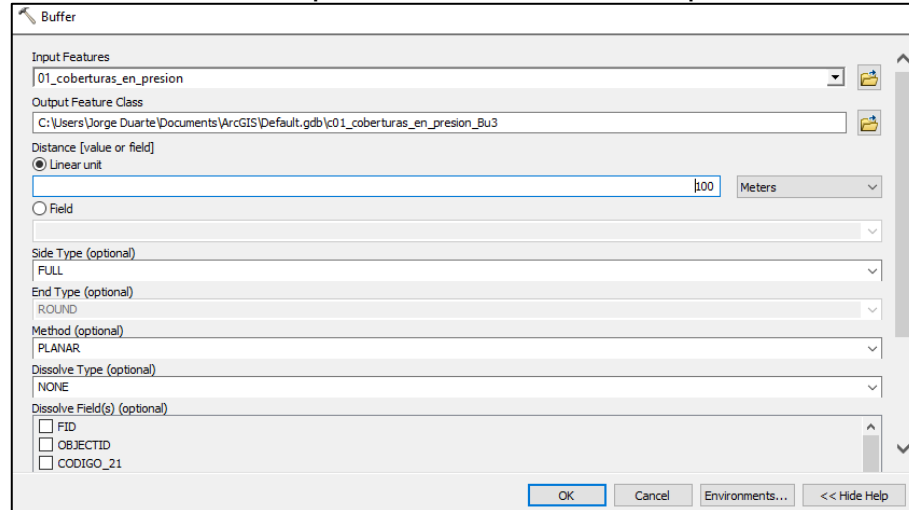 Buffer
Input Features
01_coberturas_en_presion
Output Feature Class
C:\Users\Jorge Duarte\Documents\ArcGIS\Default.gdb\c01_coberturas_en_presion_Bu3
Distance [value or field]
Linear unit
100 Meters
Field
Side Type (optional)
FULL
End Type (optional)
ROUND
Method (optional)
PLANAR
Dissolve Type (optional)
NONE
Dissolve Field(s) (optional)
FID
OBJECTID
CODIGO_21
OK Cancel Environments... << Hide Help